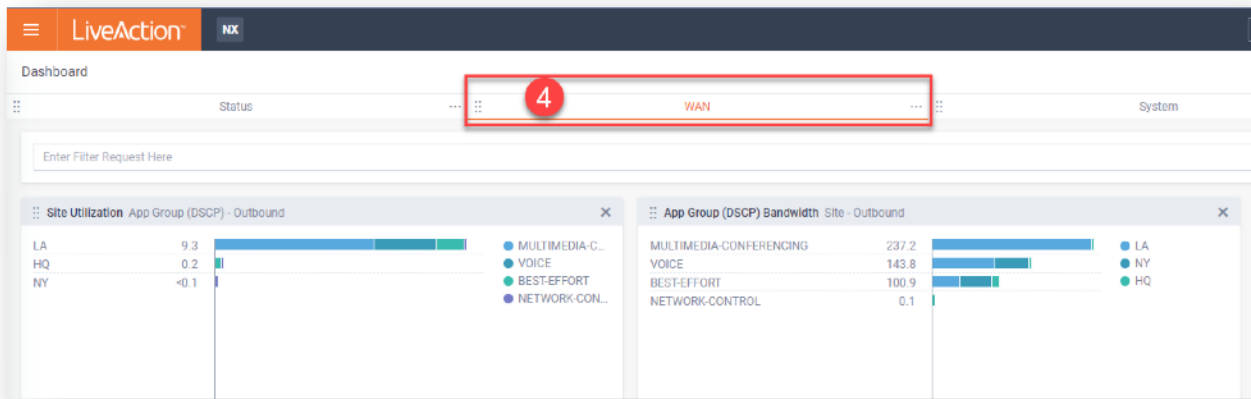 LiveAction™
NX
Dashboard
Status
4
WAN
System
Enter Filter Request Here
Site Utilization App Group (DSCP) - Outbound
LA 9.3
HQ 0.2
NY <0.1
MULTIMEDIA-C...
VOICE
BEST-EFFORT
NETWORK-CON...
App Group (DSCP) Bandwidth Site - Outbound
MULTIMEDIA-CONFERENCING 237.2
VOICE 143.8
BEST-EFFORT 100.9
NETWORK-CONTROL 0.1
LA
NY
HQ